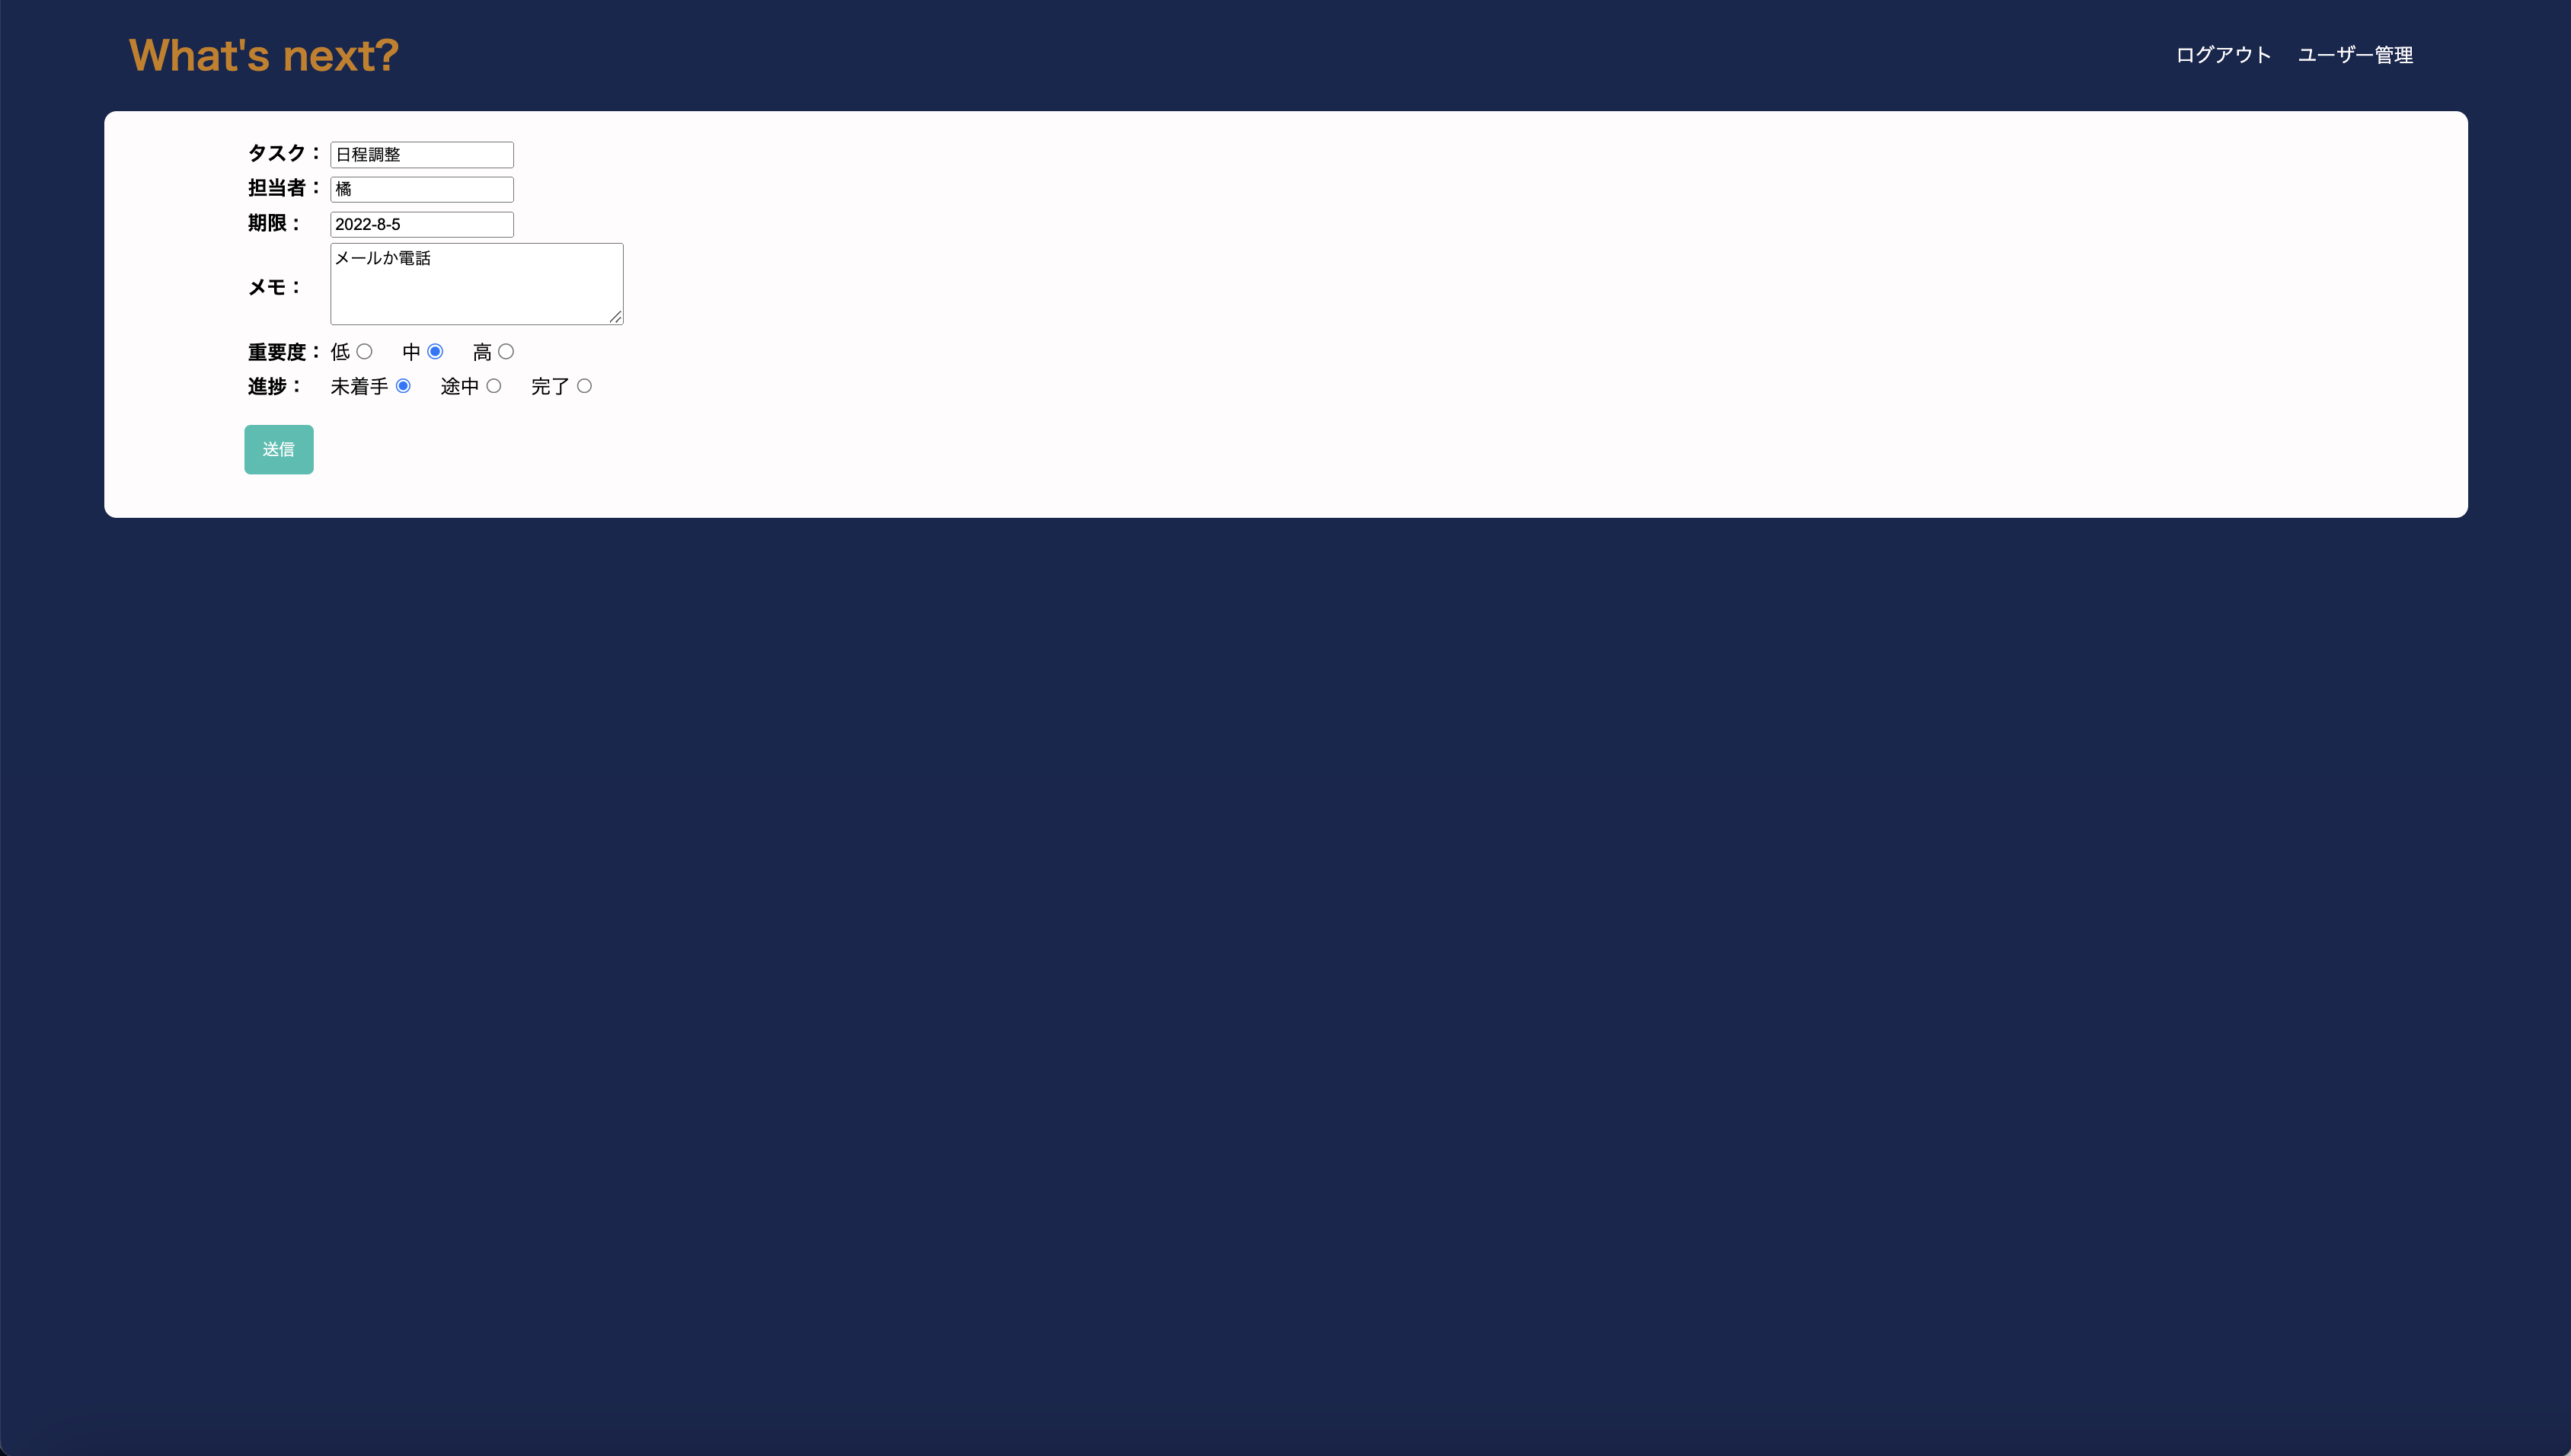 What's next?
ログアウト ユーザー管理
タスク： 日程調整
担当者： 橘
期限： 2022-8-5
メモ： メールか電話
重要度： 低 中 高
進捗： 未着手 途中 完了
送信